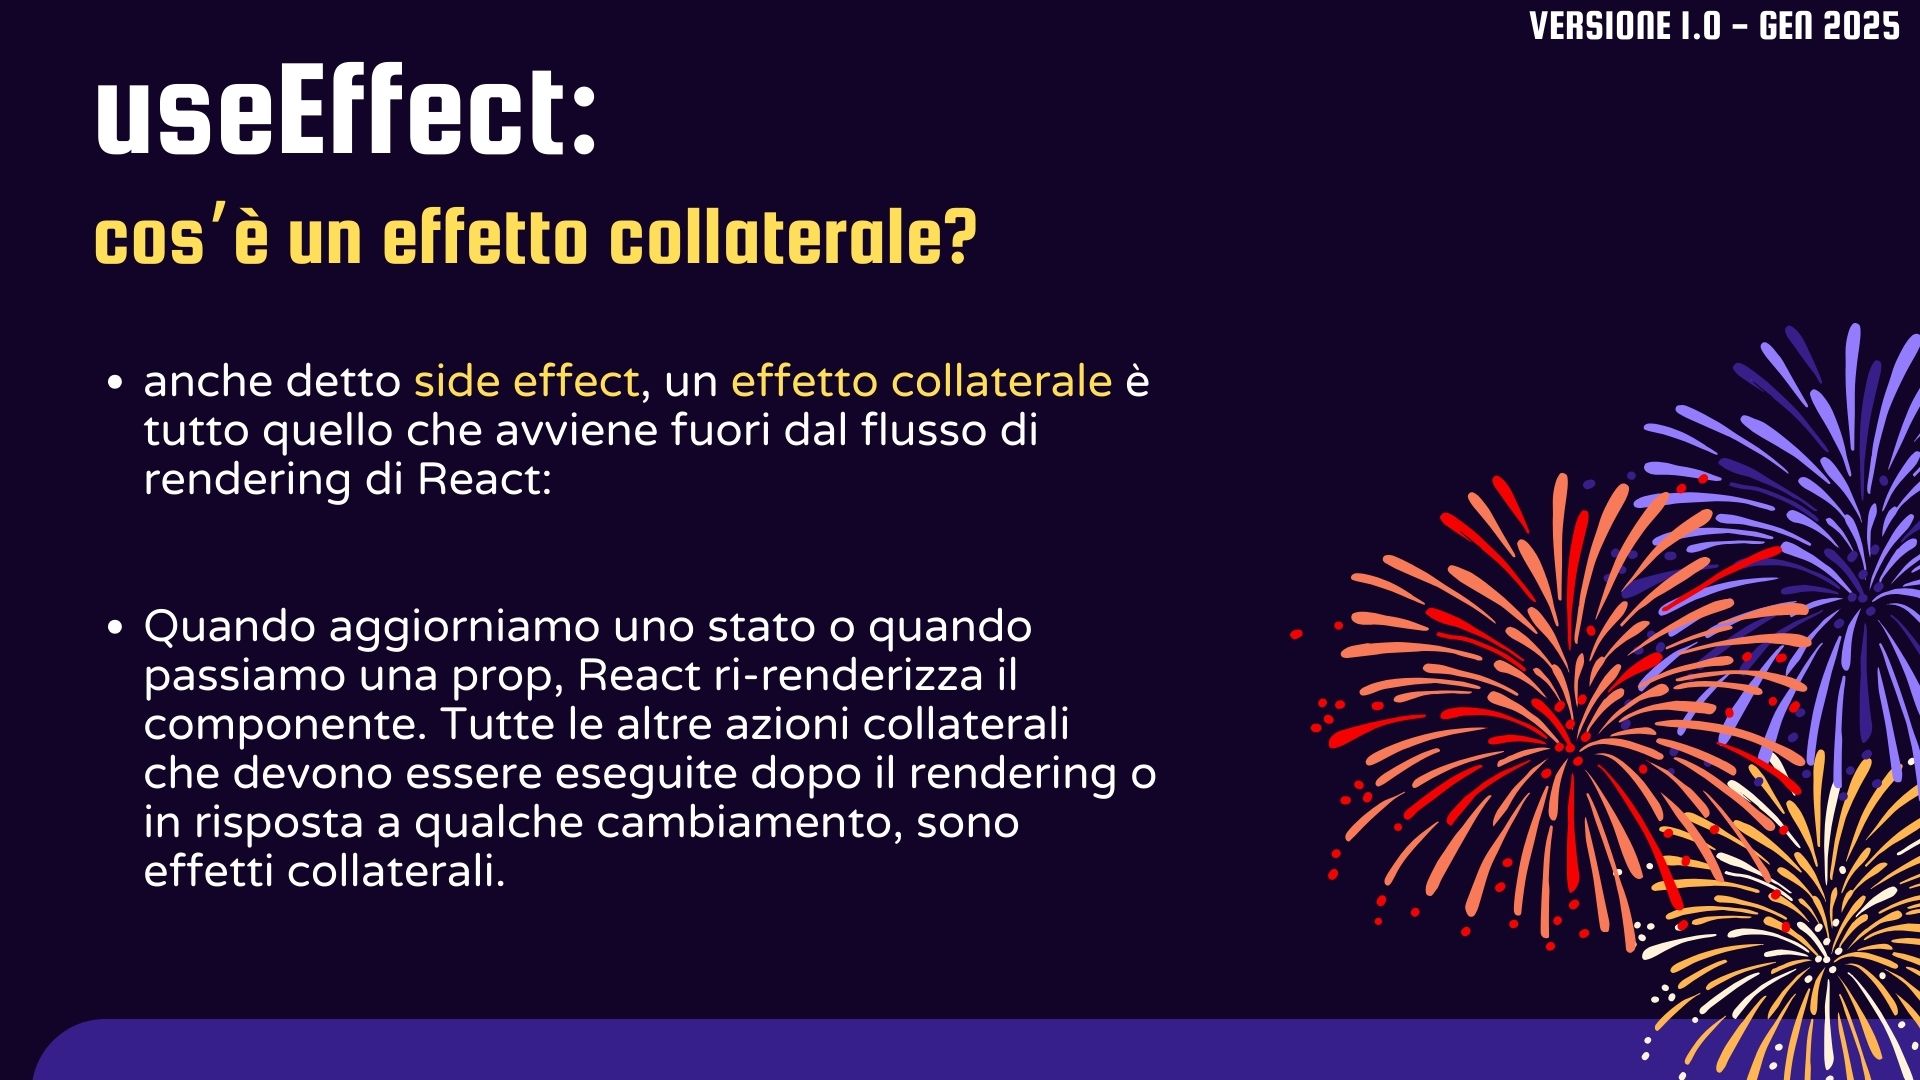 VERSIONE 1.0 - GEN 2025
useEffect:
cos'è un effetto collaterale?
• anche detto side effect, un effetto collaterale è
tutto quello che avviene fuori dal flusso di
rendering di React:
• Quando aggiorniamo uno stato o quando
passiamo una prop, React ri-renderizza il
componente. Tutte le altre azioni collaterali
che devono essere eseguite dopo il rendering o
in risposta a qualche cambiamento, sono
effetti collaterali.